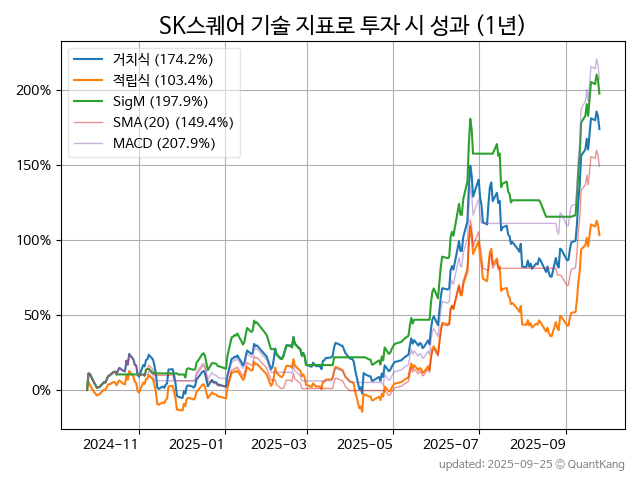 SK스퀘어 기술 지표로 투자 시 성과 (1년)
거치식 (174.2%)
적립식 (103.4%)
SigM (197.9%)
SMA(20) (149.4%)
MACD (207.9%)
200%
150%
100%
50%
0%
2024-11 2025-01 2025-03 2025-05 2025-07 2025-09
updated: 2025-09-25 ⓒ QuantKang